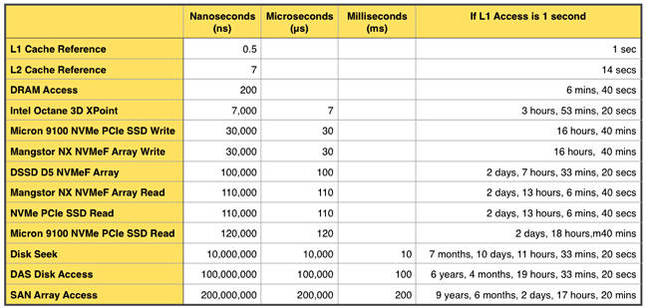 Nanoseconds (ns) Microseconds (µs) Milliseconds (ms) If L1 Access is 1 second
L1 Cache Reference 0.5 1 sec
L2 Cache Reference 7 14 secs
DRAM Access 200 6 mins, 40 secs
Intel Octane 3D XPoint 7,000 7 3 hours, 53 mins, 20 secs
Micron 9100 NVMe PCIe SSD Write 30,000 30 16 hours, 40 mins
Mangstor NX NVMeF Array Write 30,000 30 16 hours, 40 mins
DSSD D5 NVMeF Array 100,000 100 2 days, 7 hours, 33 mins, 20 secs
Mangstor NX NVMeF Array Read 110,000 110 2 days, 13 hours, 6 mins, 40 secs
NVMe PCIe SSD Read 110,000 110 2 days, 13 hours, 6 mins, 40 secs
Micron 9100 NVMe PCIe SSD Read 120,000 120 2 days, 18 hours,m40 mins
Disk Seek 10,000,000 10,000 10 7 months, 10 days, 11 hours, 33 mins, 20 secs
DAS Disk Access 100,000,000 100,000 100 6 years, 4 months, 19 hours, 33 mins, 20 secs
SAN Array Access 200,000,000 200,000 200 9 years, 6 months, 2 days, 17 hours, 20 mins